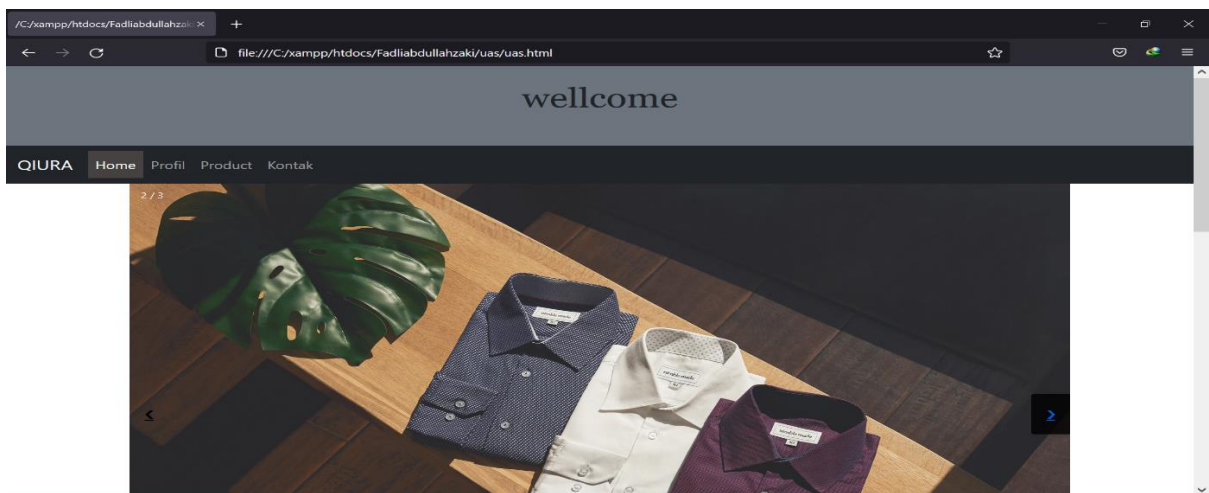 /C:/xampp/htdocs/Fadliabdullahzaki
file:///C:/xampp/htdocs/Fadliabdullahzaki/uas/uas.html
wellcome
QIURA Home Profil Product Kontak
2 / 3